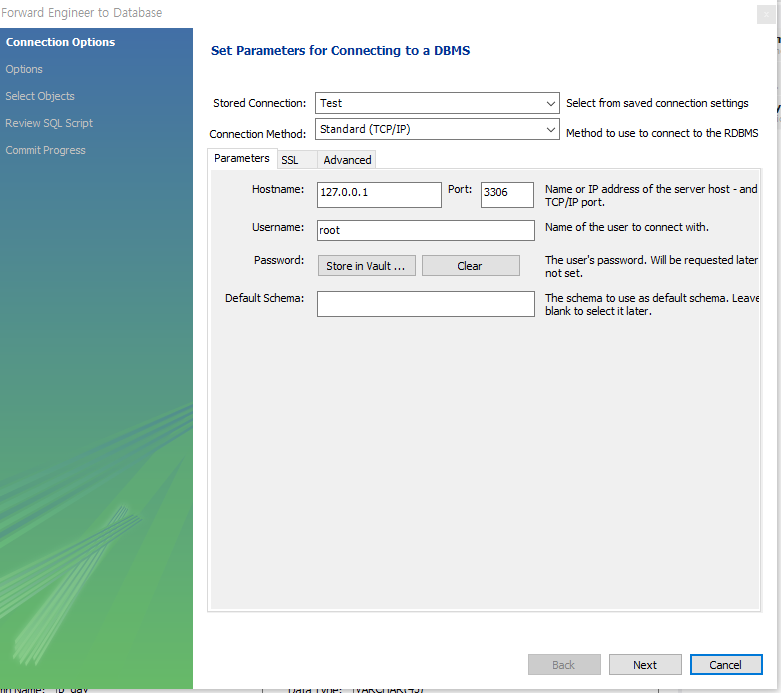 Forward Engineer to Database
Connection Options
Options
Select Objects
Review SQL Script
Commit Progress
Set Parameters for Connecting to a DBMS
Stored Connection: Test Select from saved connection settings
Connection Method: Standard (TCP/IP) Method to use to connect to the RDBMS
Parameters SSL Advanced
Hostname: 127.0.0.1 Port: 3306 Name or IP address of the server host - and
TCP/IP port.
Username: root Name of the user to connect with.
Password: Store in Vault ... Clear The user's password. Will be requested later
not set.
Default Schema: The schema to use as default schema. Leave
blank to select it later.
Back Next Cancel